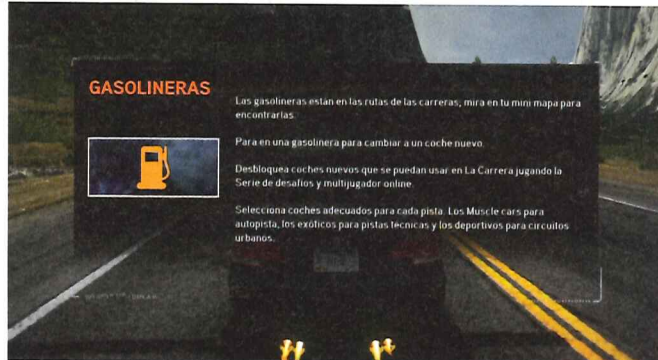 GASOLINERAS
Las gasolineras están en las rutas de las carreras; mira en tu mini mapa para
encontrarlas.
Para en una gasolinera para cambiar a un coche nuevo.
Desbloquea coches nuevos que se puedan usar en La Carrera jugando la
Serie de desafíos y multijugador online.
Selecciona coches adecuados para cada pista. Los Muscle cars para
autopista, los exóticos para pistas técnicas y los deportivos para circuitos
urbanos.